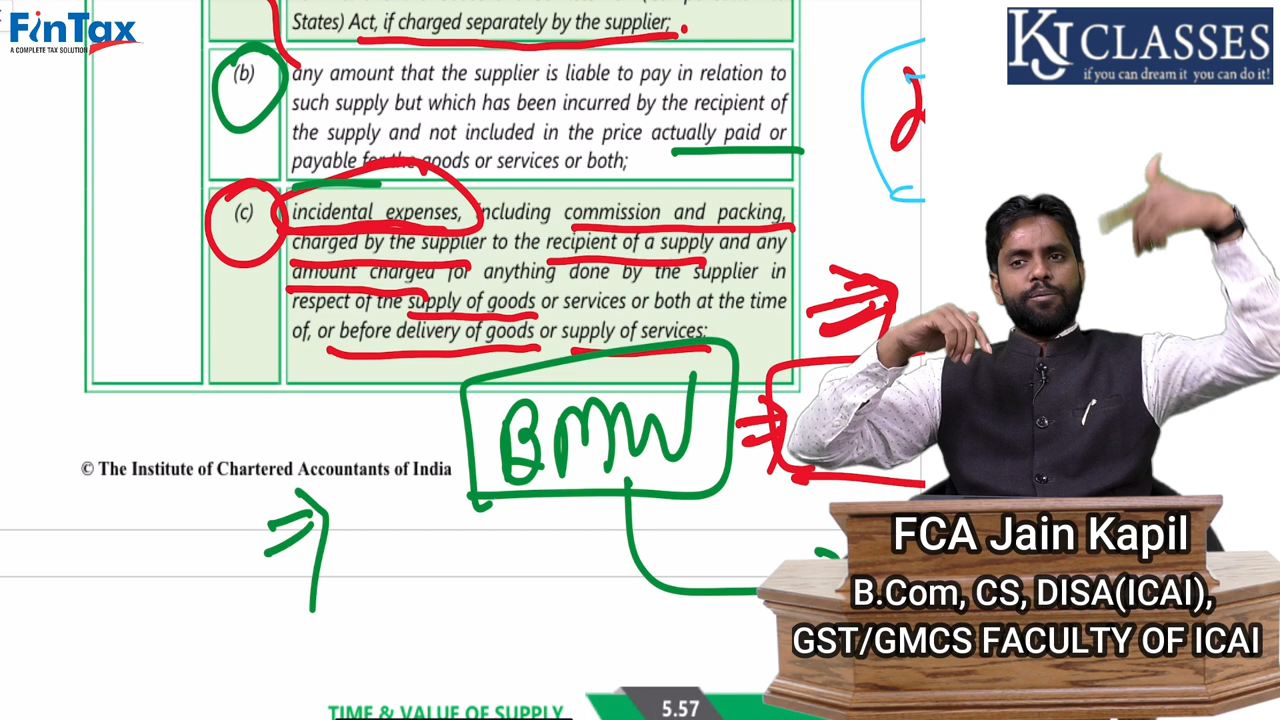 FinTax
A COMPLETE TAX SOLUTION
KJ CLASSES
if you can dream it you can do it!
States) Act, if charged separately by the supplier;
(b) any amount that the supplier is liable to pay in relation to
such supply but which has been incurred by the recipient of
the supply and not included in the price actually paid or
payable for the goods or services or both;
(c) incidental expenses, including commission and packing,
charged by the supplier to the recipient of a supply and any
amount charged for anything done by the supplier in
respect of the supply of goods or services or both at the time
of, or before delivery of goods or supply of services;
BMW
© The Institute of Chartered Accountants of India
FCA Jain Kapil
B.Com, CS, DISA(ICAI),
GST/GMCS FACULTY OF ICAI
TIME & VALUE OF SUPPLY 5.57